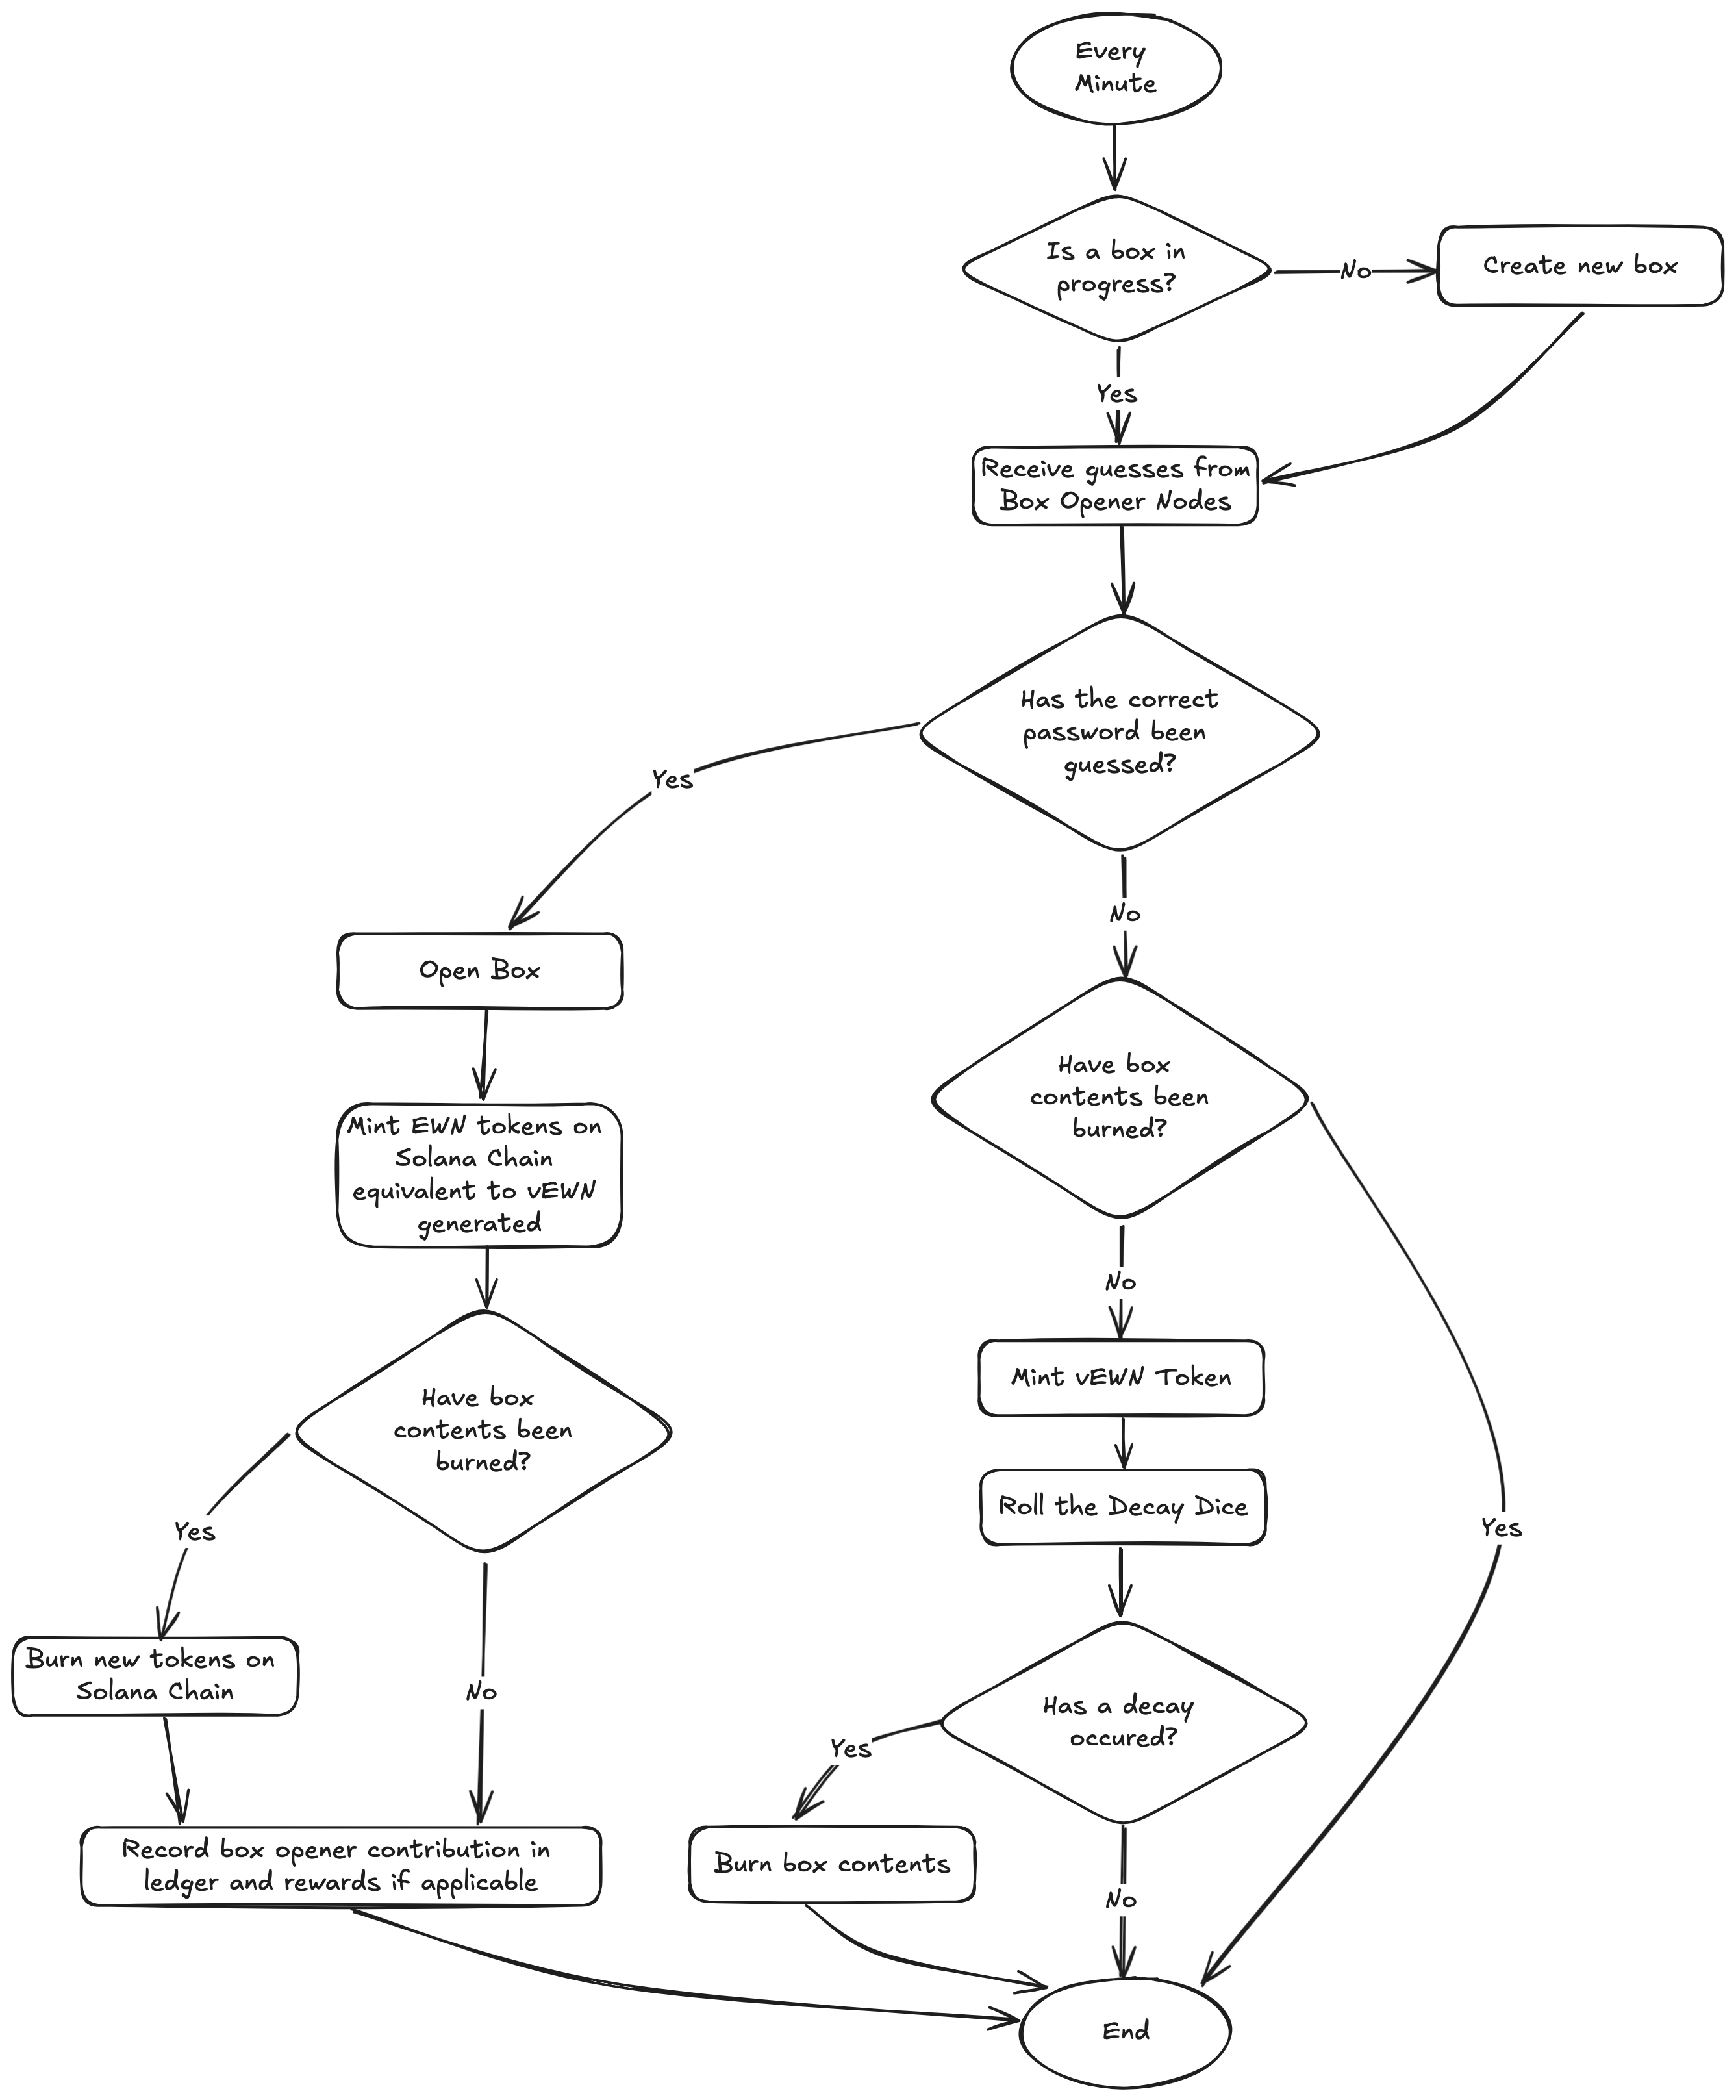 Every
Minute
Is a box in
progress?
No
Create new box
Yes
Receive guesses from
Box Opener Nodes
Has the correct
password been
guessed?
Yes
No
Open Box
Have box
contents been
burned?
Mint EWN tokens on
Solana Chain
equivalent to vEWN
generated
No
Mint vEWN Token
Have box
contents been
burned?
Roll the Decay Dice
Yes
Yes
Burn new tokens on
Solana Chain
No
Has a decay
occured?
Yes
Record box opener contribution in
ledger and rewards if applicable
Burn box contents
No
End